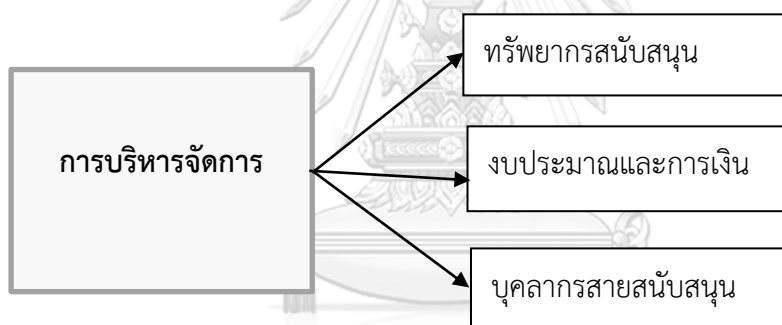 ทรัพยากรสนับสนุน
การบริหารจัดการ
งบประมาณและการเงิน
บุคลากรสายสนับสนุน